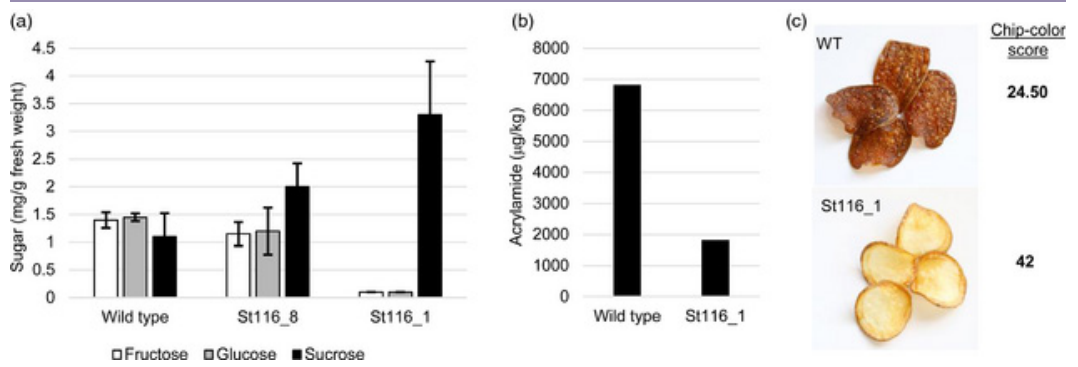 (a)
Sugar (mg/g fresh weight)
4.5
4
3.5
3
2.5
2
1.5
1
0.5
0
Wild type St116_8 St116_1
Fructose Glucose Sucrose
(b)
Acrylamide (µg/kg)
8000
7000
6000
5000
4000
3000
2000
1000
0
Wild type St116_1
(c)
WT
Chip-color
score
24.50
St116_1
42